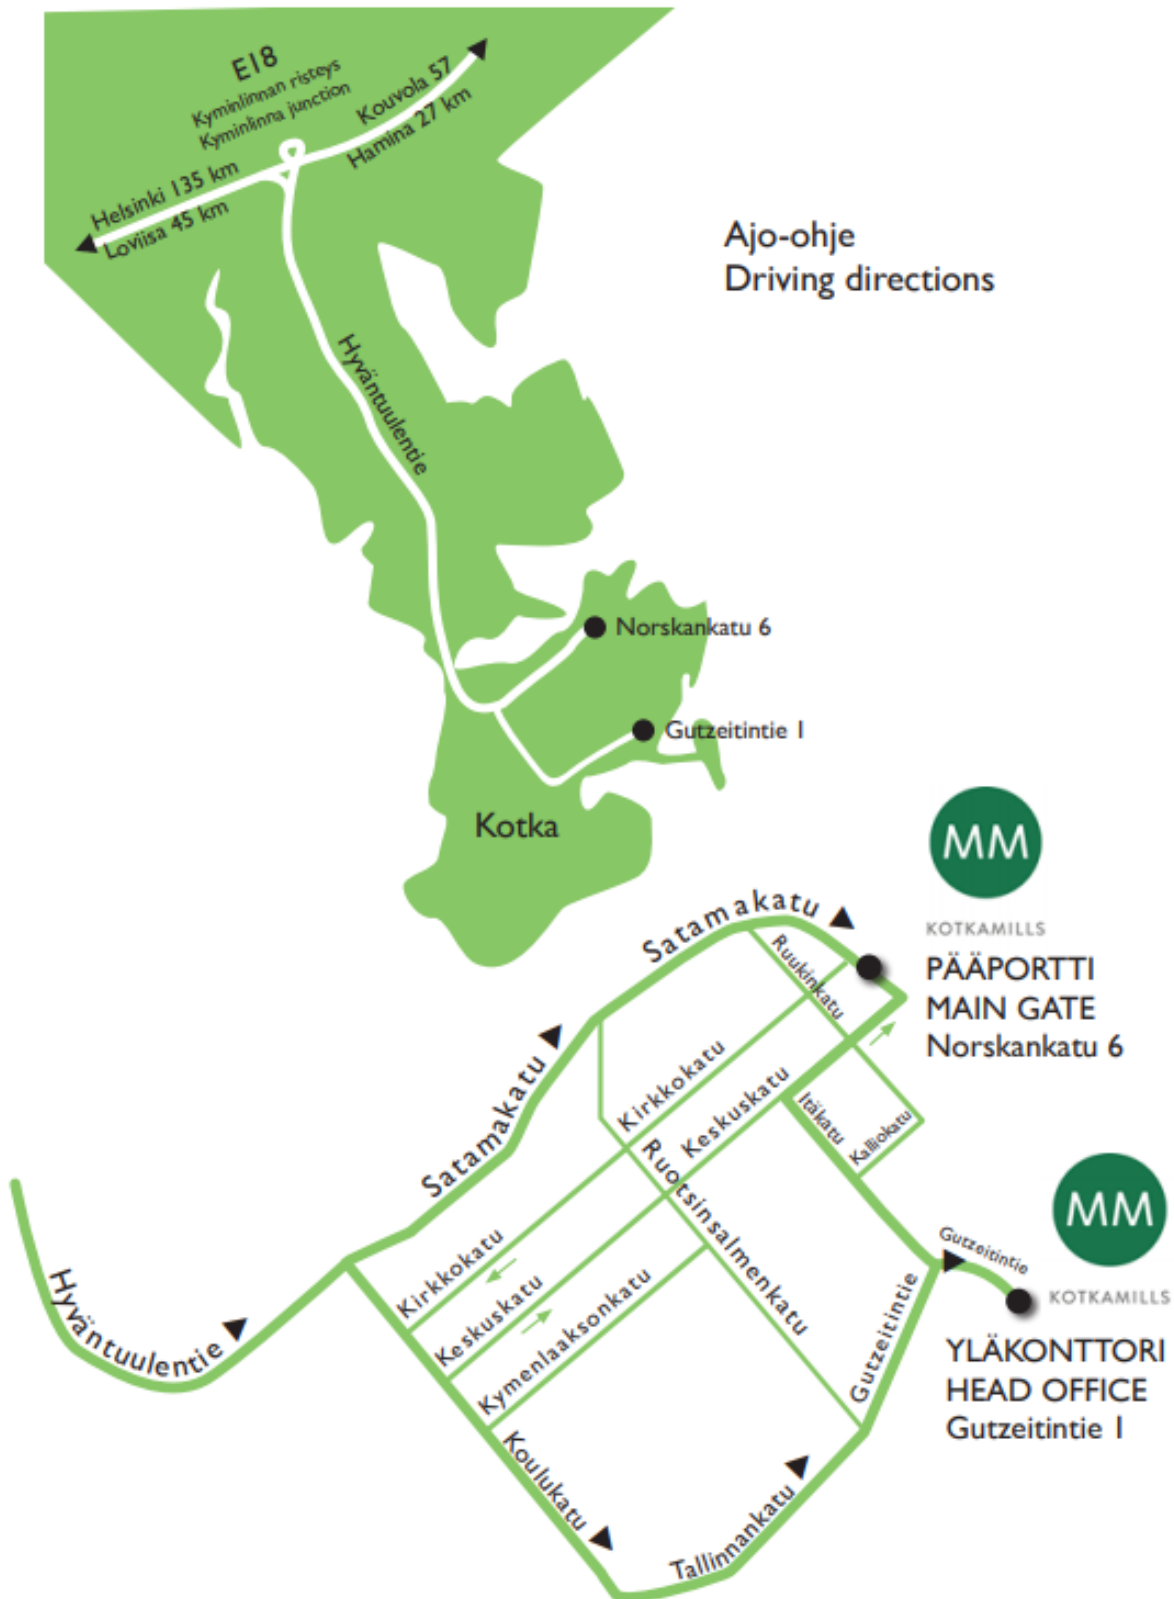 E18
Kyminlinnan risteys
Kyminlinna junction
Kouvola 57
Hamina 27 km
Helsinki 135 km
Loviisa 45 km
Ajo-ohje
Driving directions
Hyväntuulentie
Norskankatu 6
Gutzeitintie 1
Kotka
MM
KOTKAMILLS
PÄÄPORTTI
MAIN GATE
Norskankatu 6
Satamakatu
Ruukinkatu
Satamakatu
Kirkkokatu
Keskuskatu
Itäkatu
Kalliokatu
Ruotsinsalmenkatu
MM
KOTKAMILLS
YLÄKONTTORI
HEAD OFFICE
Gutzeitintie 1
Gutzeitintie
Gutzeitintie
Hyväntuulentie
Kirkkokatu
Keskuskatu
Kymenlaaksonkatu
Koulukatu
Tallinnankatu